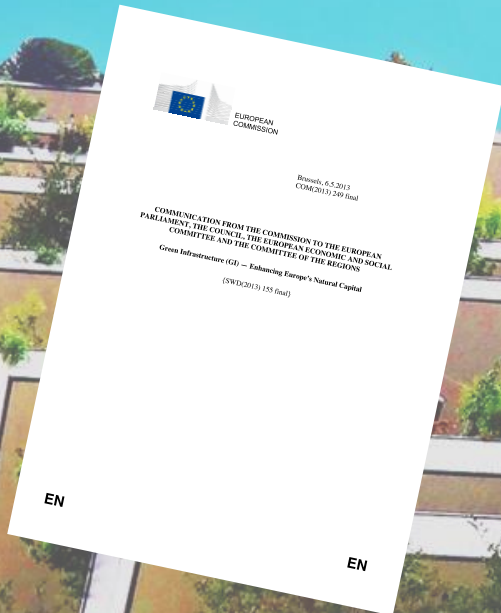 EUROPEAN
COMMISSION
Brussels, 6.5.2013
COM(2013) 249 final
COMMUNICATION FROM THE COMMISSION TO THE EUROPEAN
PARLIAMENT, THE COUNCIL, THE EUROPEAN ECONOMIC AND SOCIAL
COMMITTEE AND THE COMMITTEE OF THE REGIONS
Green Infrastructure (GI) — Enhancing Europe's Natural Capital
{SWD(2013) 155 final}
EN
EN